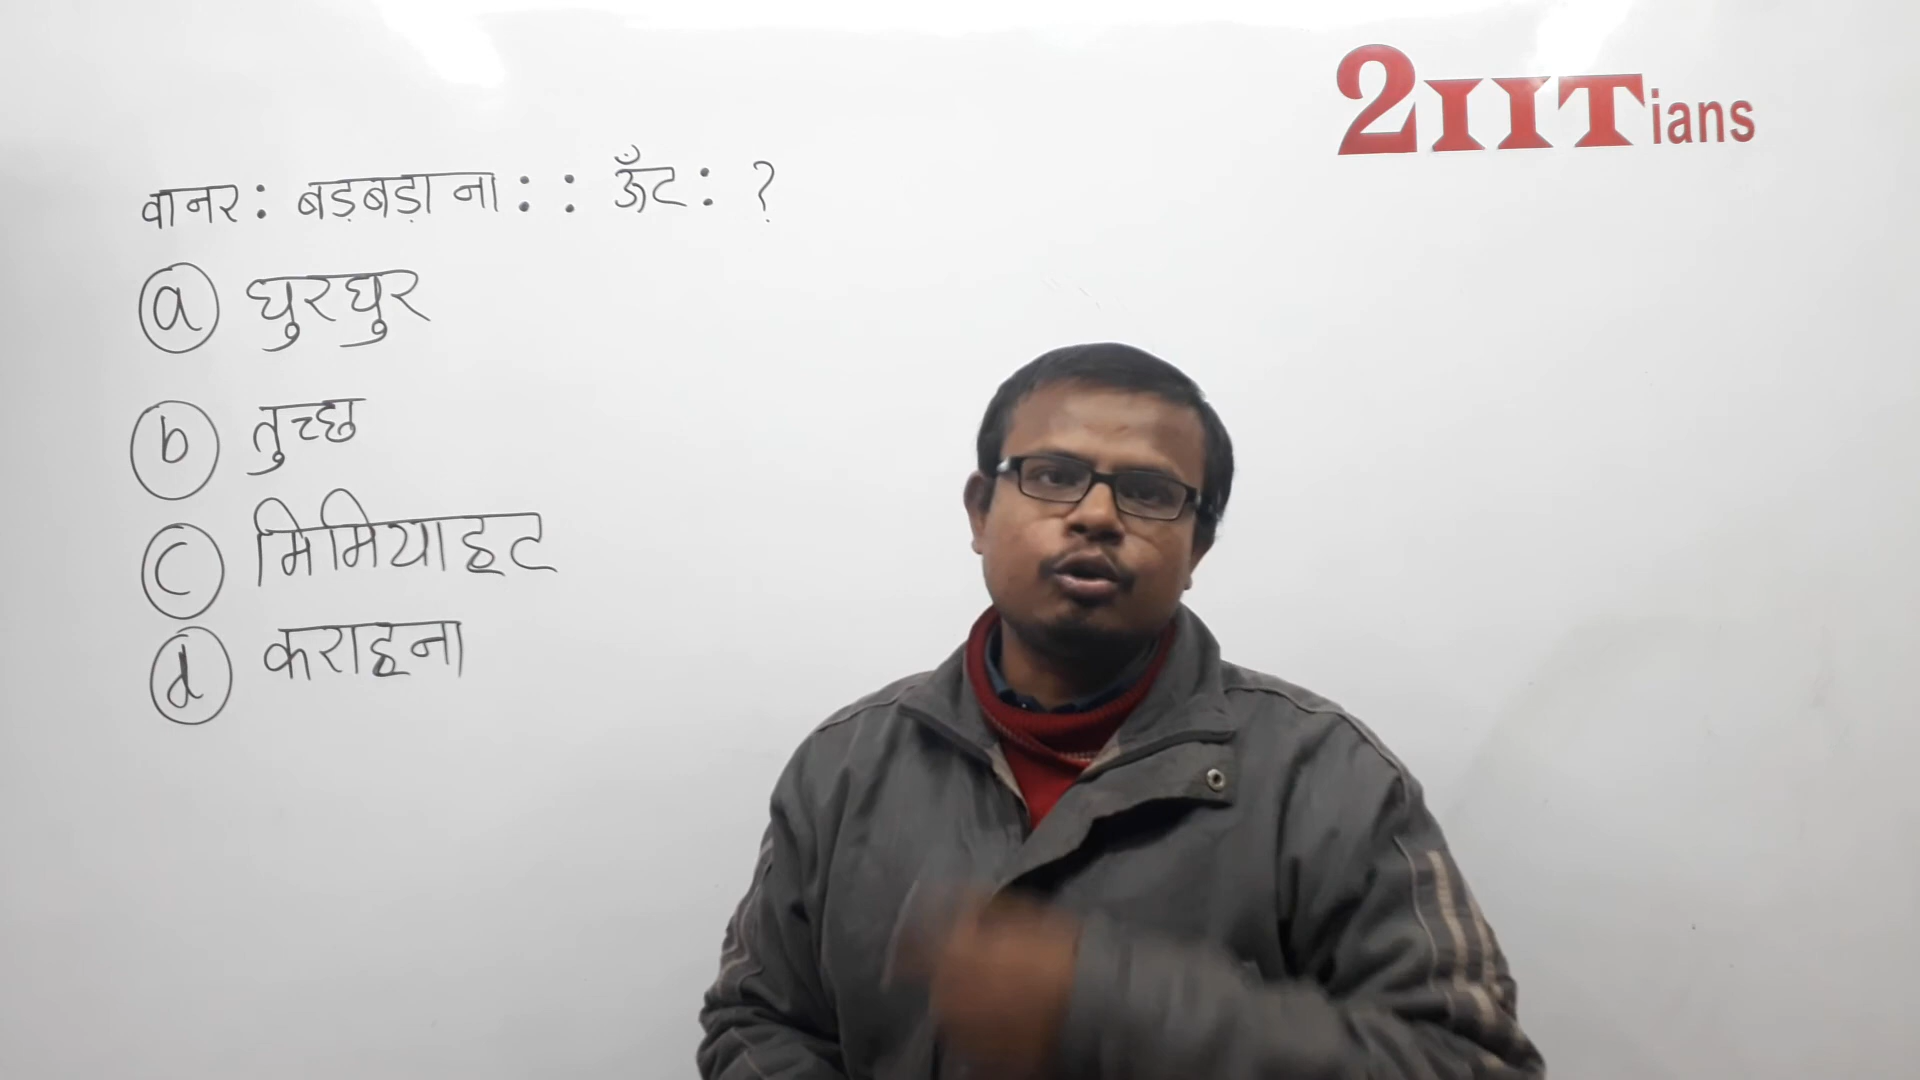 2IITians
वानर : बड़बड़ाना : : ऊँट : ?
(a) घुरघुर
(b) तुच्छ
(c) मिमियाहट
(d) कराहना